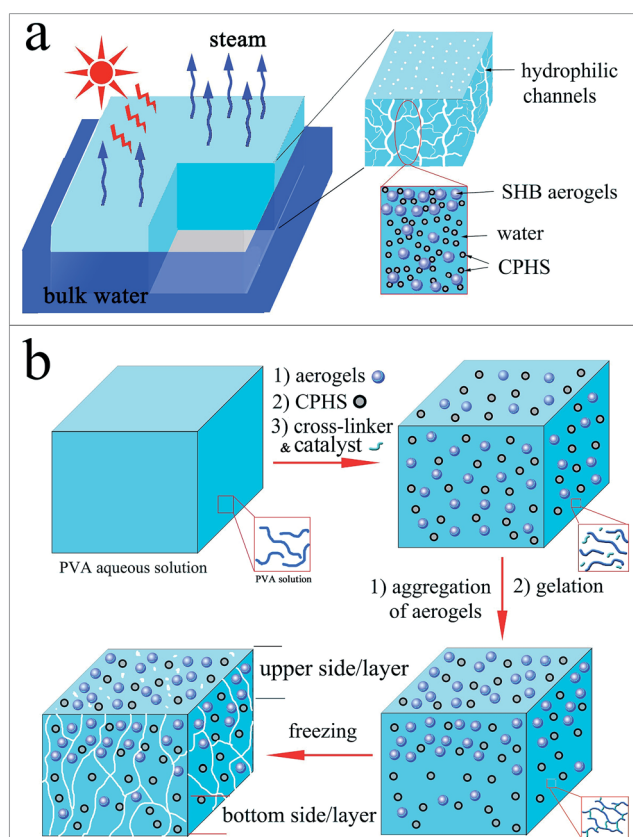 a
steam
hydrophilic
channels
SHB aerogels
water
CPHS
bulk water
b
1) aerogels
2) CPHS
3) cross-linker
& catalyst
PVA aqueous solution
PVA solution
1) aggregation
of aerogels
2) gelation
upper side/layer
freezing
bottom side/layer